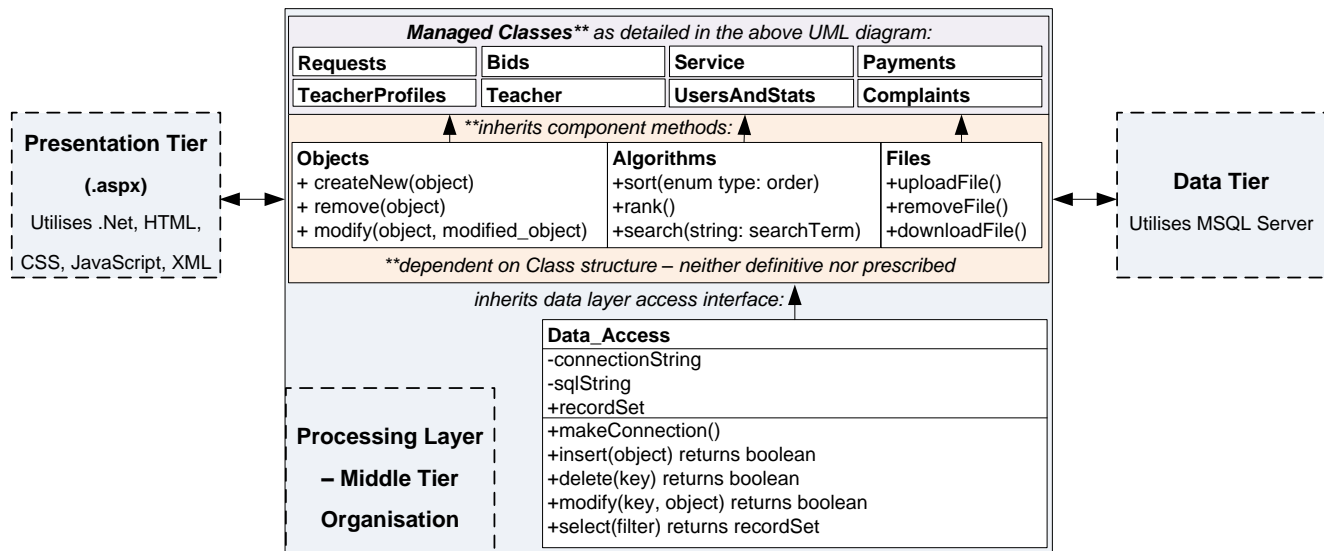 Managed Classes** as detailed in the above UML diagram:
Requests
Bids
Service
Payments
TeacherProfiles
Teacher
UsersAndStats
Complaints
**inherits component methods:
Presentation Tier
(.aspx)
Utilises .Net, HTML,
CSS, JavaScript, XML
Objects
+ createNew(object)
+ remove(object)
+ modify(object, modified_object)
Algorithms
+sort(enum type: order)
+rank()
+search(string: searchTerm)
Files
+uploadFile()
+removeFile()
+downloadFile()
Data Tier
Utilises MSQL Server
**dependent on Class structure – neither definitive nor prescribed
inherits data layer access interface:
Data_Access
-connectionString
-sqlString
+recordSet
+makeConnection()
+insert(object) returns boolean
+delete(key) returns boolean
+modify(key, object) returns boolean
+select(filter) returns recordSet
Processing Layer
– Middle Tier
Organisation